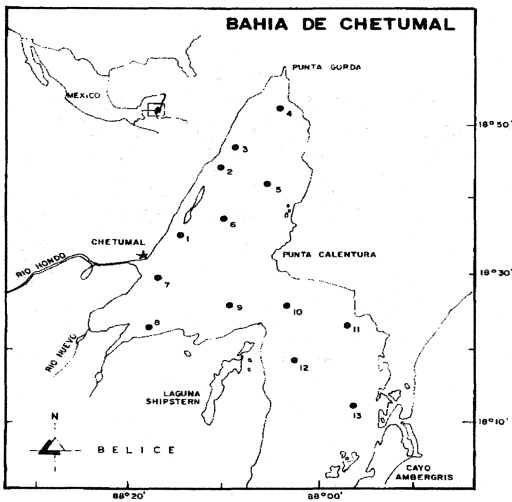 BAHIA DE CHETUMAL
PUNTA GORDA
MEXICO
4
18°50'
3
2
5
6
1
CHETUMAL
PUNTA CALENTURA
RIO HONDO
18°30'
7
9
10
8
11
RIO NUEVO
12
LAGUNA
SHIPSTERN
13
18°10'
N
BELICE
CAYO
AMBERGRIS
88°20'
88°00'